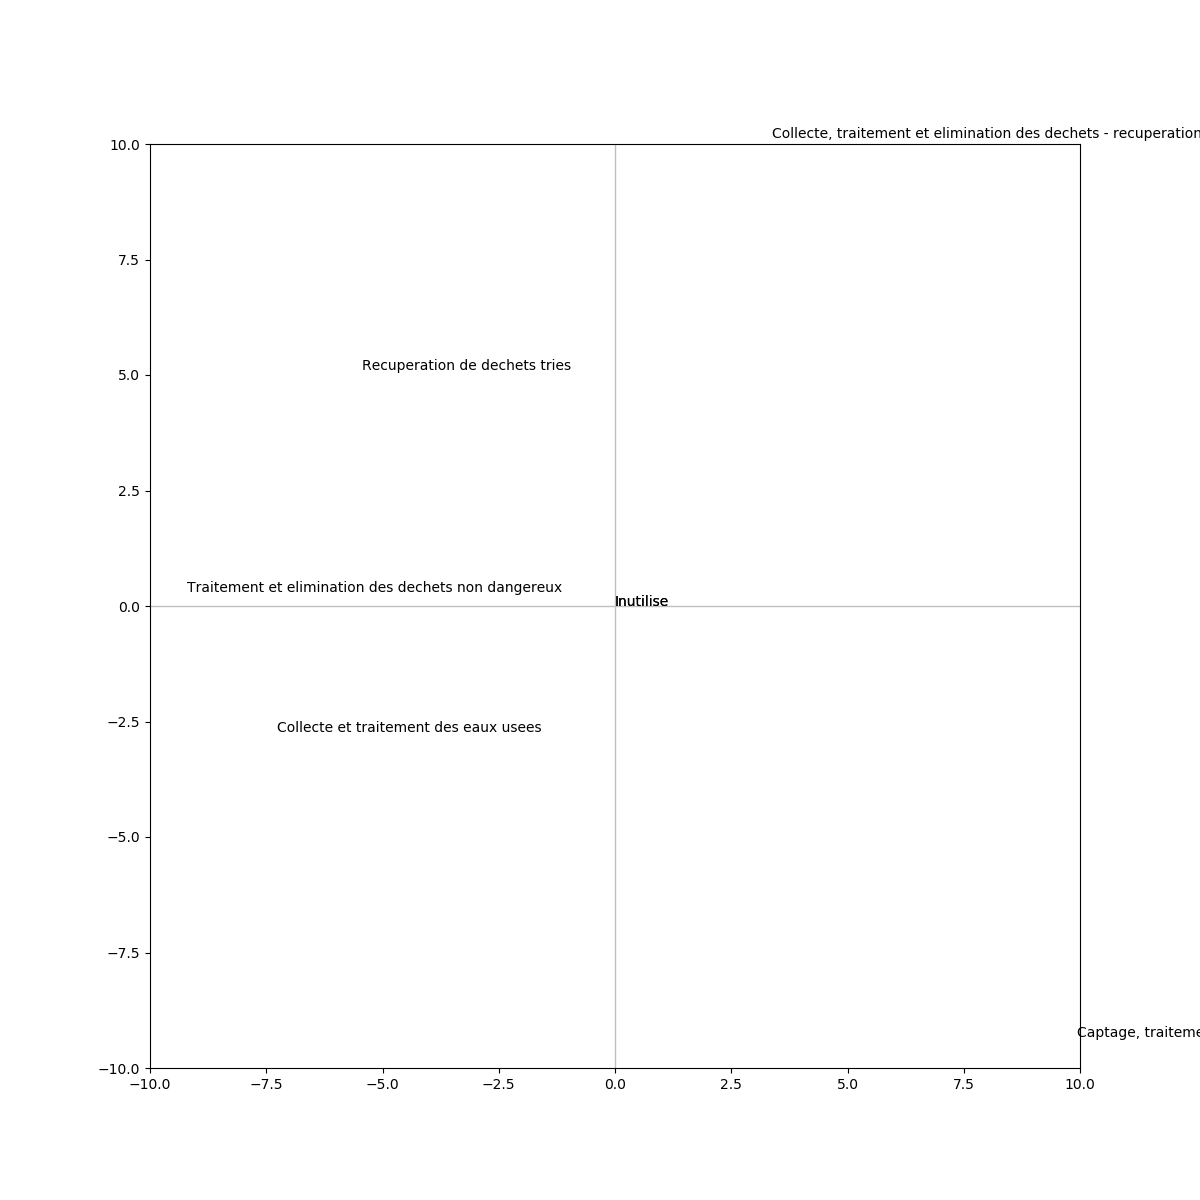 Collecte, traitement et elimination des dechets - recuperation
10.0
7.5
Recuperation de dechets tries
5.0
2.5
Traitement et elimination des dechets non dangereux
Inutilise
0.0
−2.5
Collecte et traitement des eaux usees
−5.0
−7.5
Captage, traiteme
−10.0
−10.0 −7.5 −5.0 −2.5 0.0 2.5 5.0 7.5 10.0